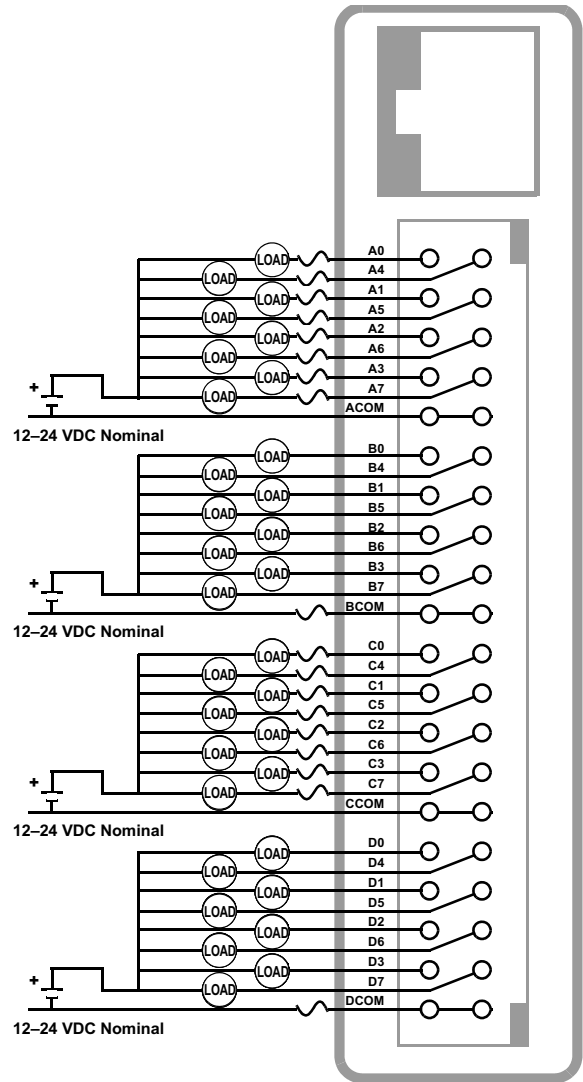 LOAD A0
LOAD A4
LOAD A1
LOAD A5
LOAD A2
LOAD A6
LOAD A3
+ LOAD A7
ACOM
12–24 VDC Nominal
LOAD B0
LOAD B4
LOAD B1
LOAD B5
LOAD B2
LOAD B6
LOAD B3
+ LOAD B7
BCOM
12–24 VDC Nominal
LOAD C0
LOAD C4
LOAD C1
LOAD C5
LOAD C2
LOAD C6
LOAD C3
+ LOAD C7
CCOM
12–24 VDC Nominal
LOAD D0
LOAD D4
LOAD D1
LOAD D5
LOAD D2
LOAD D6
LOAD D3
+ LOAD D7
DCOM
12–24 VDC Nominal